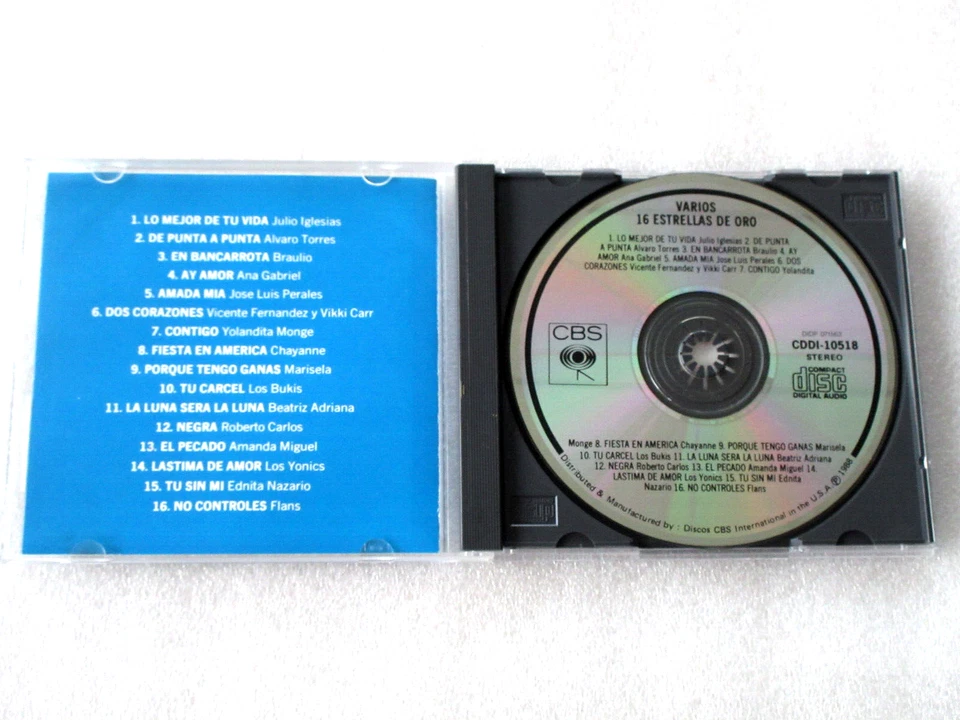 1. LO MEJOR DE TU VIDA Julio Iglesias
2. DE PUNTA A PUNTA Alvaro Torres
3. EN BANCARROTA Braulio
4. AY AMOR Ana Gabriel
5. AMADA MIA Jose Luis Perales
6. DOS CORAZONES Vicente Fernandez y Vikki Carr
7. CONTIGO Yolandita Monge
8. FIESTA EN AMERICA Chayanne
9. PORQUE TENGO GANAS Marisela
10. TU CARCEL Los Bukis
11. LA LUNA SERA LA LUNA Beatriz Adriana
12. NEGRA Roberto Carlos
13. EL PECADO Amanda Miguel
14. LASTIMA DE AMOR Los Yonics
15. TU SIN MI Ednita Nazario
16. NO CONTROLES Flans
VARIOS
16 ESTRELLAS DE ORO
1. LO MEJOR DE TU VIDA Julio Iglesias 2. DE PUNTA
A PUNTA Alvaro Torres 3. EN BANCARROTA Braulio 4. AY
AMOR Ana Gabriel 5. AMADA MIA Jose Luis Perales 6. DOS
CORAZONES Vicente Fernandez y Vikki Carr 7. CONTIGO Yolandita
CBS
CDDI-10518
STEREO
COMPACT
disc
DIGITAL AUDIO
Monge 8. FIESTA EN AMERICA Chayanne 9. PORQUE TENGO GANAS Marisela
10. TU CARCEL Los Bukis 11. LA LUNA SERA LA LUNA Beatriz Adriana
12. NEGRA Roberto Carlos 13. EL PECADO Amanda Miguel 14.
LASTIMA DE AMOR Los Yonics 15. TU SIN MI Ednita
Nazario 16. NO CONTROLES Flans
Distributed & Manufactured by: Discos CBS International in the U.S.A ℗ 1988